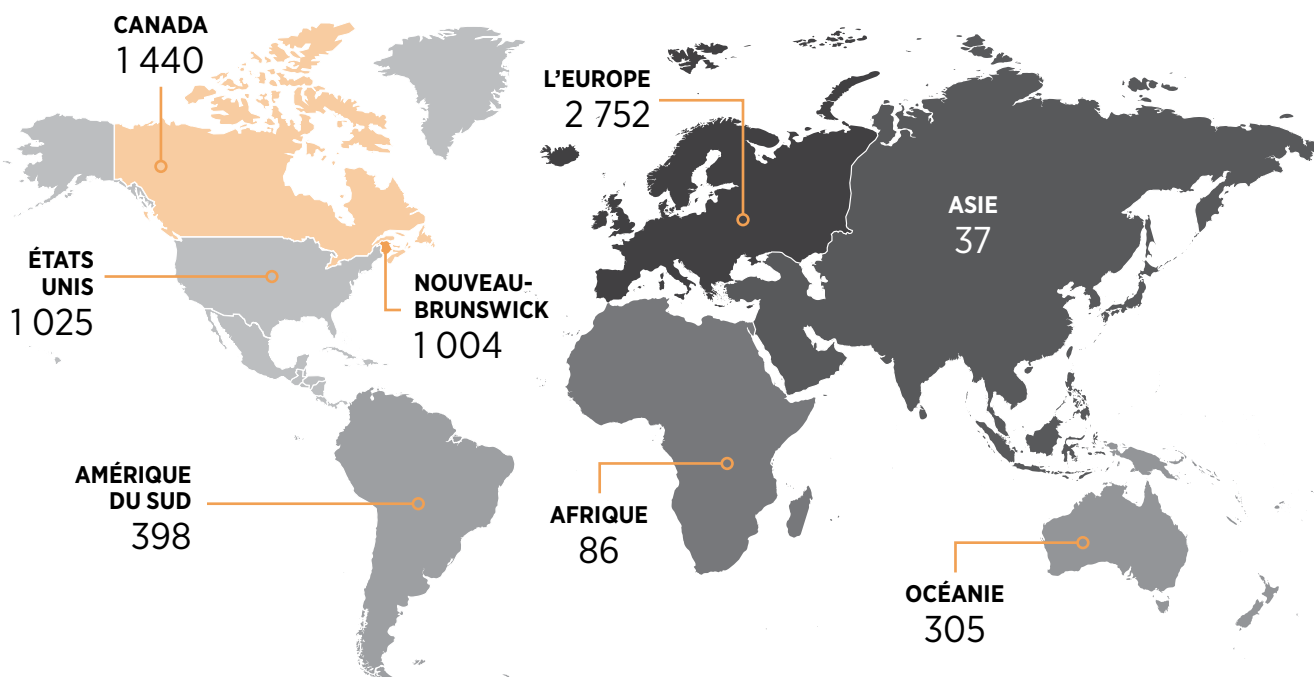 CANADA
1 440
L'EUROPE
2 752
ASIE
37
ÉTATS
UNIS
1 025
NOUVEAU-
BRUNSWICK
1 004
AMÉRIQUE
DU SUD
398
AFRIQUE
86
OCÉANIE
305